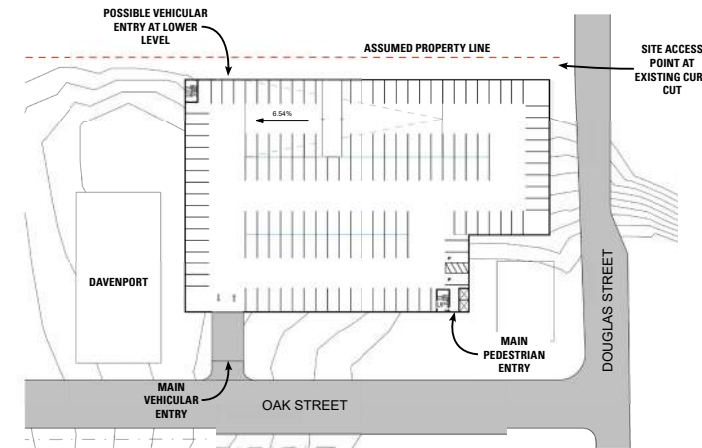 POSSIBLE VEHICULAR
ENTRY AT LOWER
LEVEL
ASSUMED PROPERTY LINE
SITE ACCESS
POINT AT
EXISTING CUR
CUT
6.54%
DAVENPORT
DOUGLAS STREET
MAIN
PEDESTRIAN
ENTRY
MAIN
VEHICULAR
ENTRY
OAK STREET